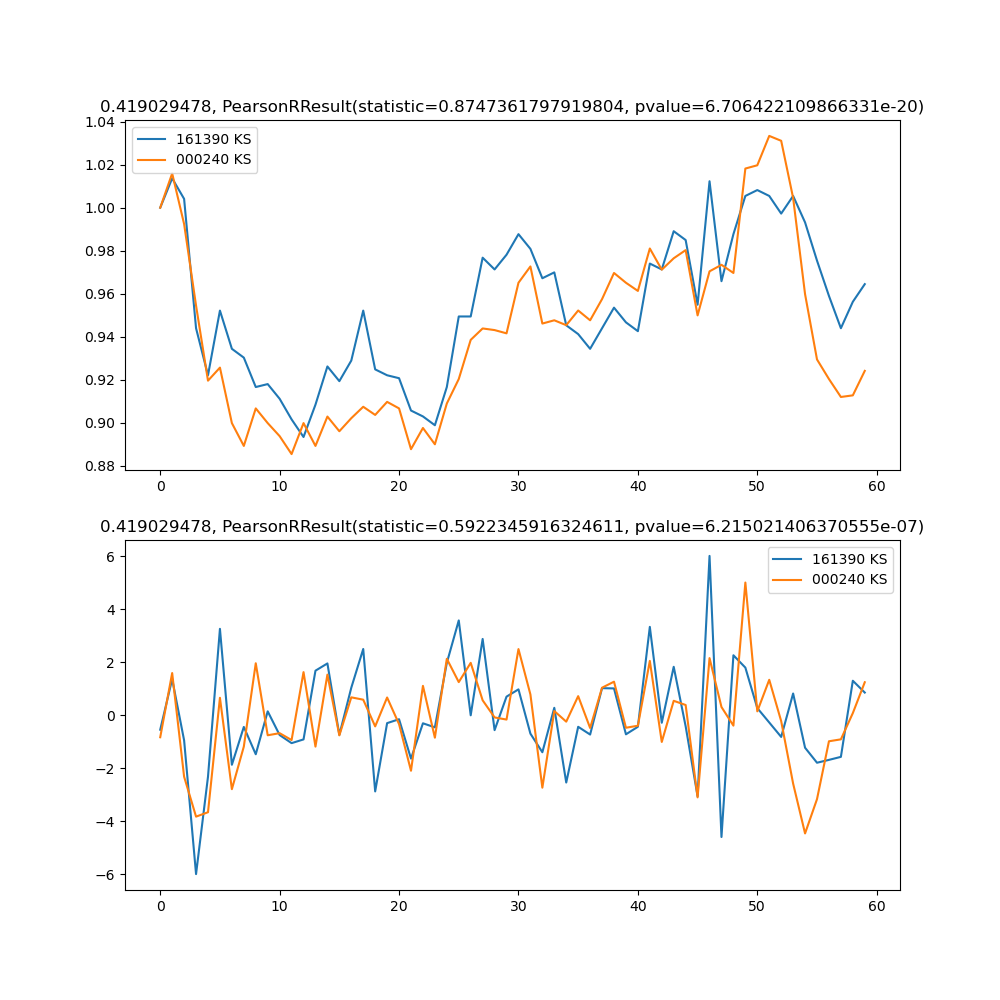 0.419029478, PearsonRResult(statistic=0.8747361797919804, pvalue=6.706422109866331e-20)
1.04
1.02
1.00
0.98
0.96
0.94
0.92
0.90
0.88
161390 KS
000240 KS
0 10 20 30 40 50 60
0.419029478, PearsonRResult(statistic=0.5922345916324611, pvalue=6.215021406370555e-07)
6
4
2
0
−2
−4
−6
161390 KS
000240 KS
0 10 20 30 40 50 60